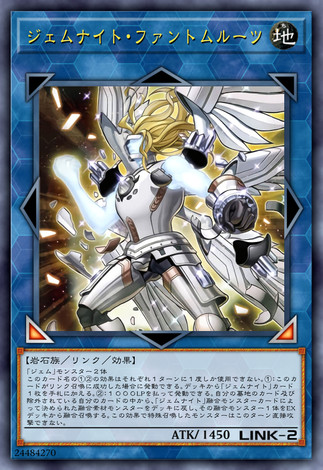 ジェムナイト・ファントムルーツ
地
【岩石族／リンク／効果】
「ジェム」モンスター2体
このカード名の①②の効果はそれぞれ1ターンに1度しか使用できない。①：このカードがリンク召喚に成功した場合に発動できる。デッキから「ジェムナイト」カード
1枚を手札に加える。②：1000LPを払って発動できる。自分の墓地のカード及び
除外されている自分のカードの中から、「ジェムナイト」融合モンスターカードによ
って決められた融合素材モンスターをデッキに戻し、その融合モンスター1体をEX
デッキから融合召喚する。この効果で特殊召喚したモンスターはこのターン直接攻
撃できない。
ATK/ 1450 LINK-2
24484270